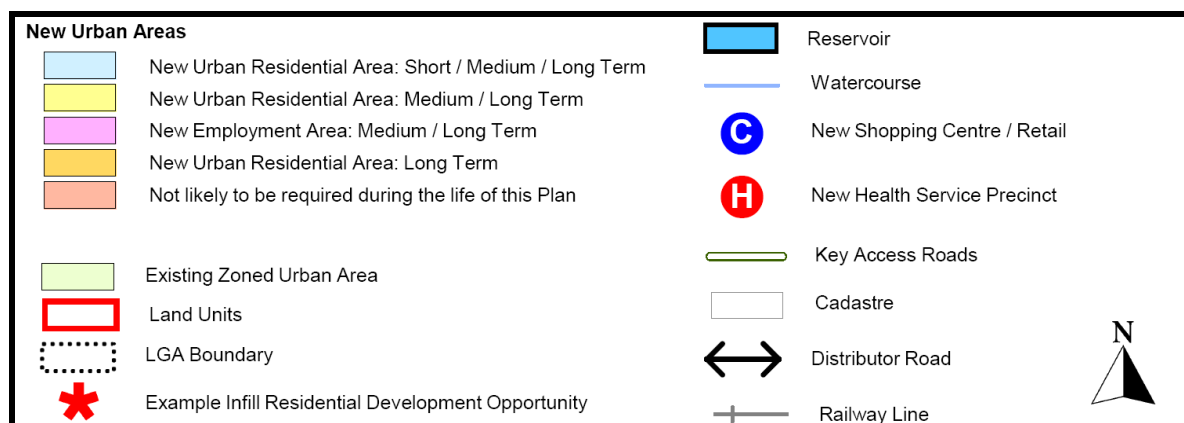 New Urban Areas
New Urban Residential Area: Short / Medium / Long Term
New Urban Residential Area: Medium / Long Term
New Employment Area: Medium / Long Term
New Urban Residential Area: Long Term
Not likely to be required during the life of this Plan
Existing Zoned Urban Area
Land Units
LGA Boundary
Example Infill Residential Development Opportunity
Reservoir
Watercourse
C New Shopping Centre / Retail
H New Health Service Precinct
Key Access Roads
Cadastre
Distributor Road
Railway Line
N